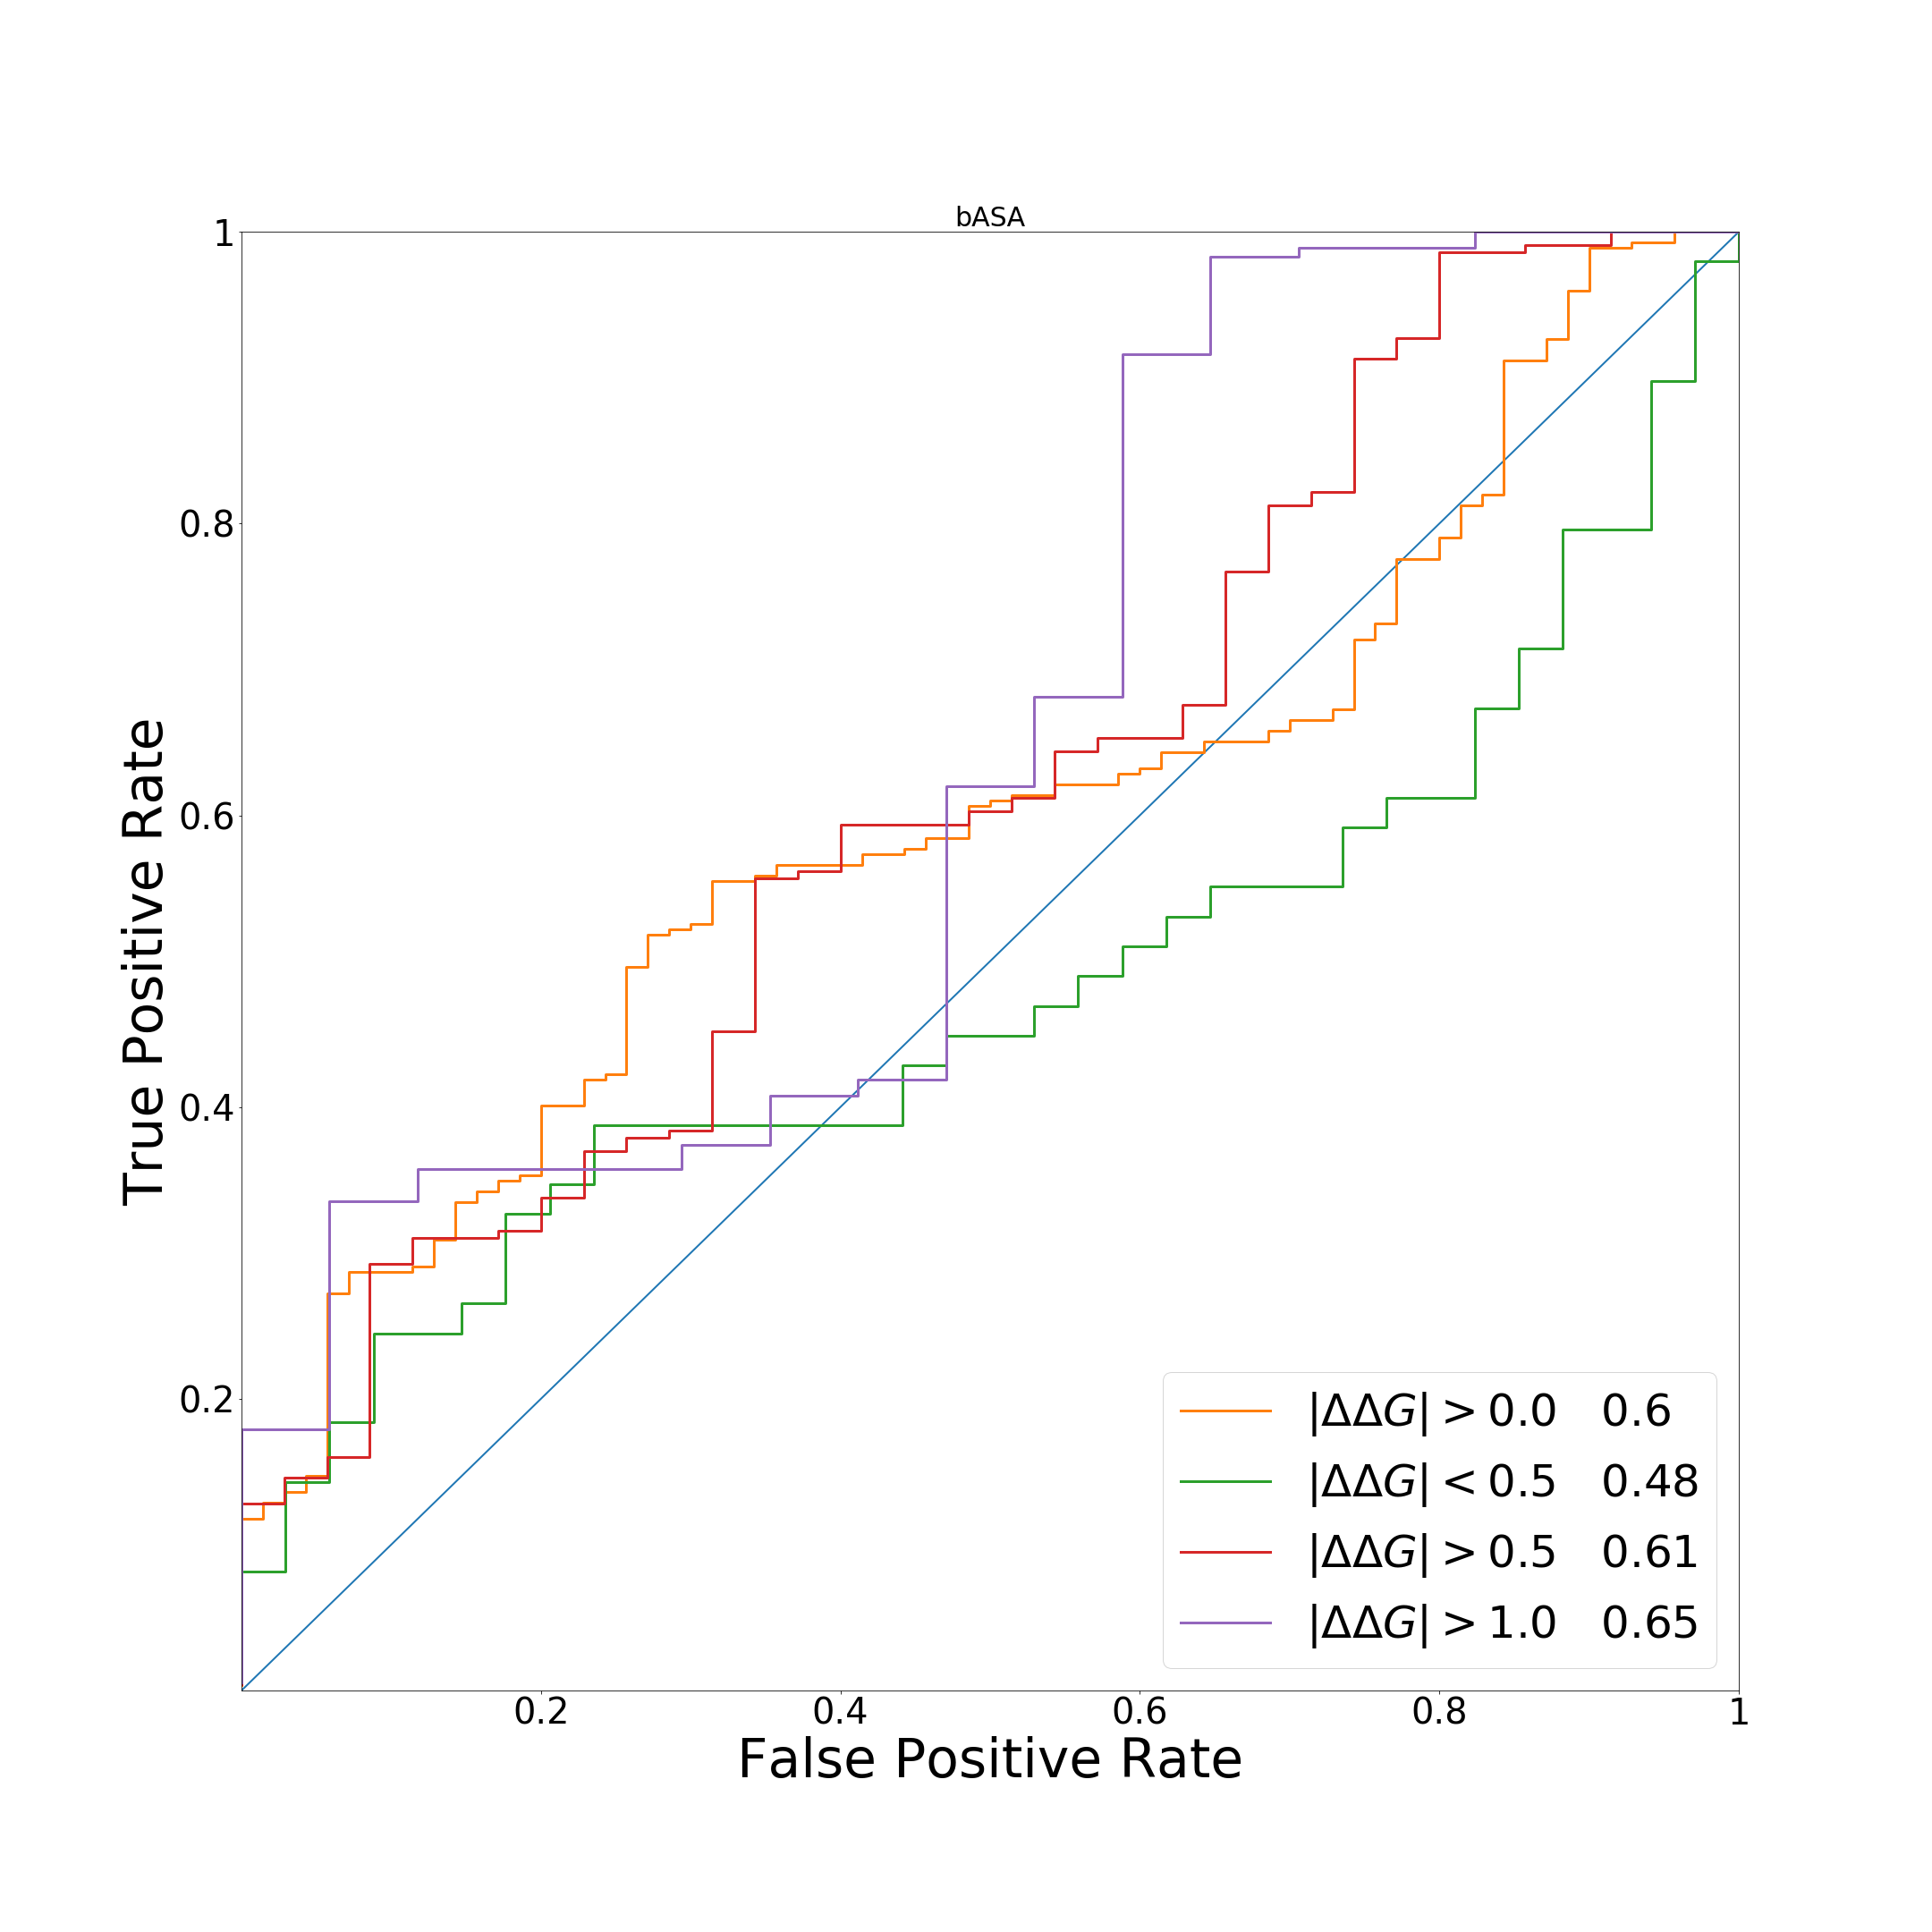 bASA
1
0.8
0.6
0.4
0.2
True Positive Rate
0.2 0.4 0.6 0.8 1
False Positive Rate
|ΔΔG| > 0.0 0.6
|ΔΔG| < 0.5 0.48
|ΔΔG| > 0.5 0.61
|ΔΔG| > 1.0 0.65